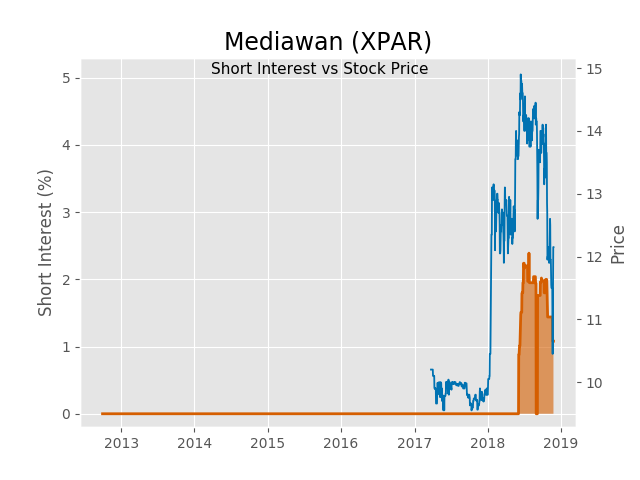 Mediawan (XPAR)
Short Interest vs Stock Price
Short Interest (%)
5
4
3
2
1
0
15
14
13
12
11
10
Price
2013 2014 2015 2016 2017 2018 2019